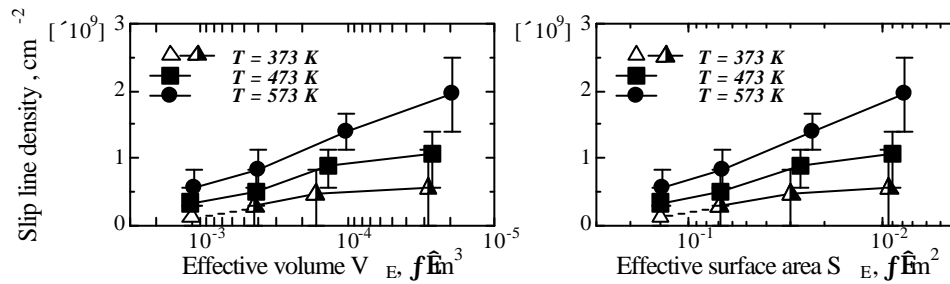 [´10⁹] 3
Slip line density , cm⁻²
T = 373 K
T = 473 K
T = 573 K
2
1
0
10⁻³ 10⁻⁴ 10⁻⁵
Effective volume V E, ƒÊm³
[´10⁹] 3
T = 373 K
T = 473 K
T = 573 K
2
1
0
10⁻¹ 10⁻²
Effective surface area S E, ƒÊm²